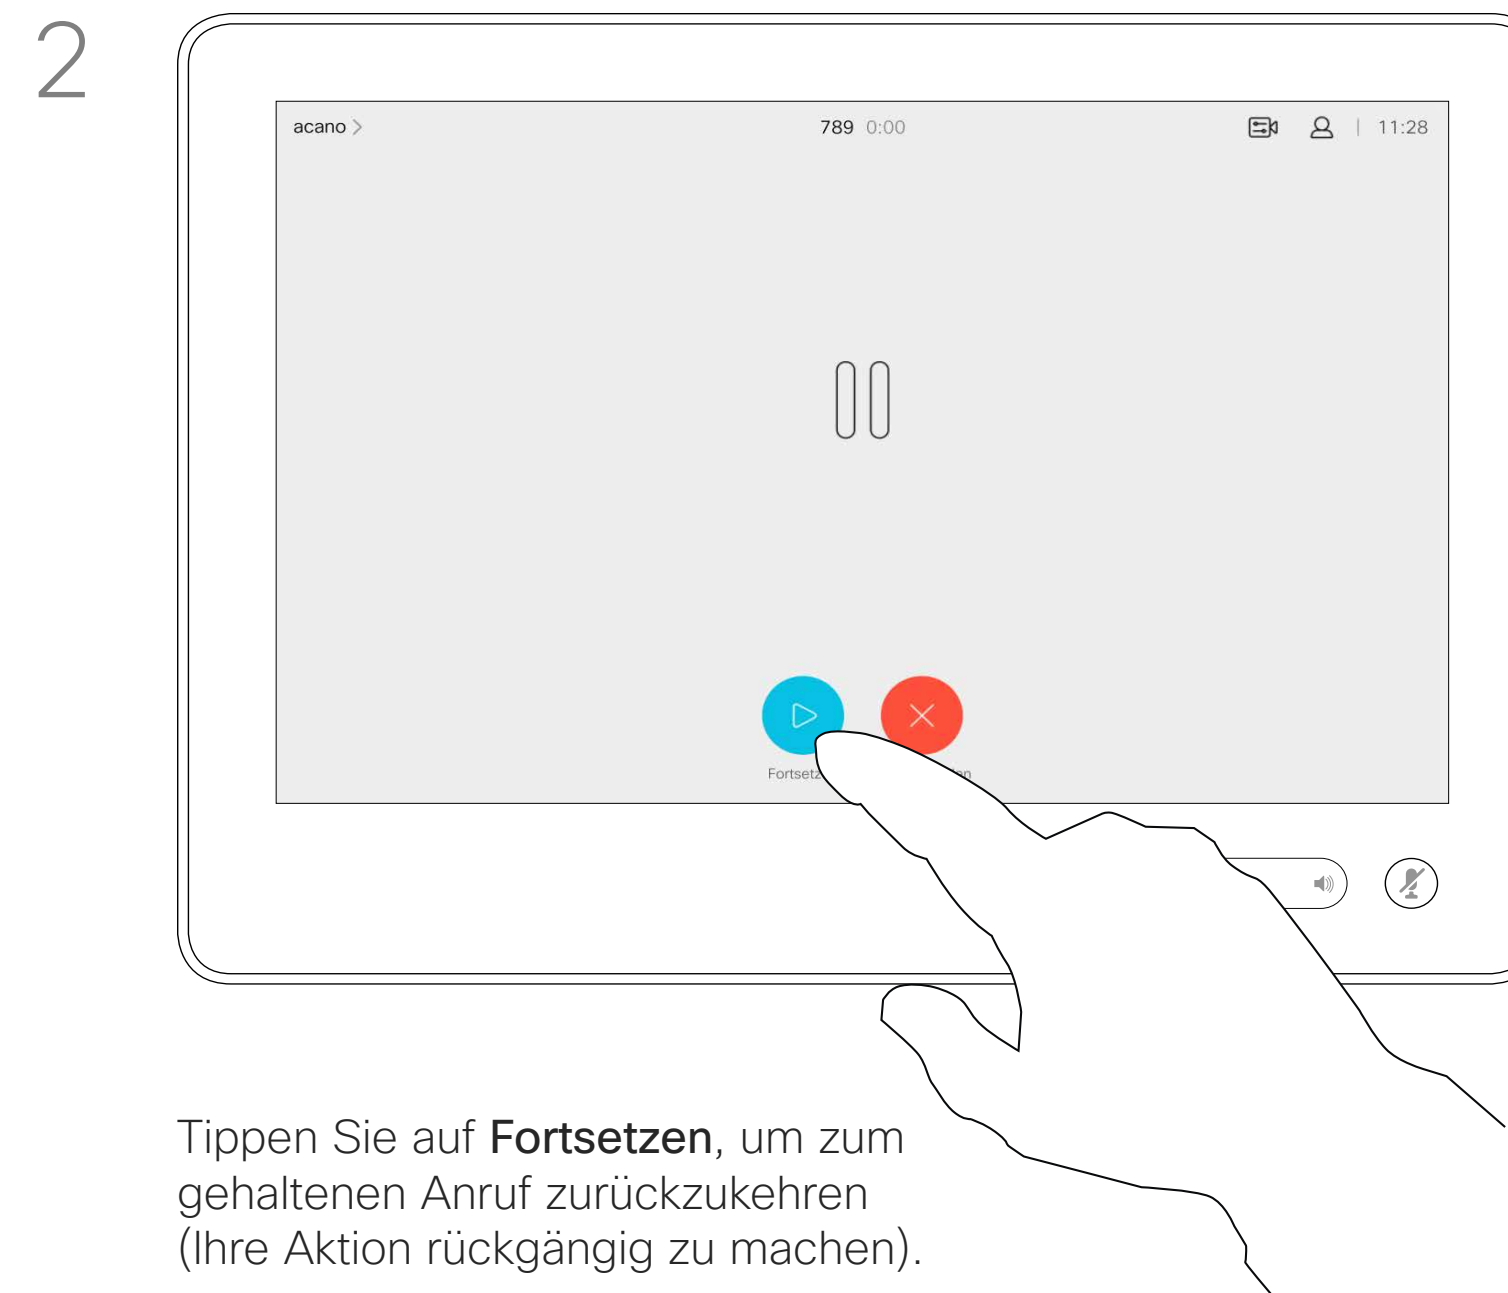 2
acano
789 0:00
11:28
Tippen Sie auf Fortsetzen, um zum
gehaltenen Anruf zurückzukehren
(Ihre Aktion rückgängig zu machen).